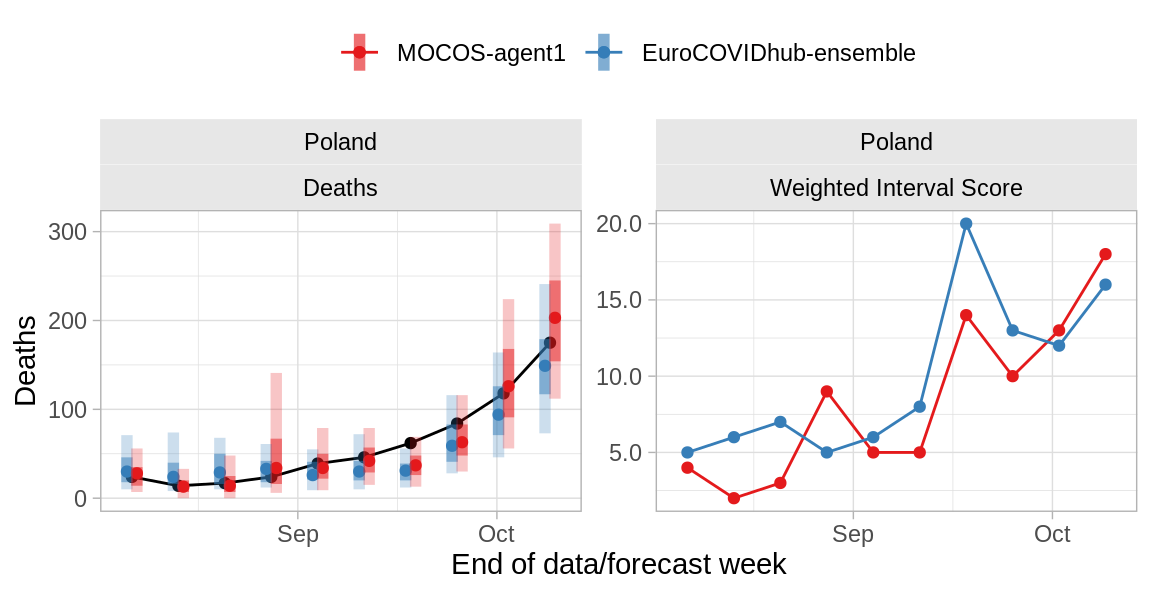 MOCOS-agent1 EuroCOVIDhub-ensemble
Poland
Deaths
Poland
Weighted Interval Score
Deaths
300
200
100
0
20.0
15.0
10.0
5.0
Sep Oct
Sep Oct
End of data/forecast week